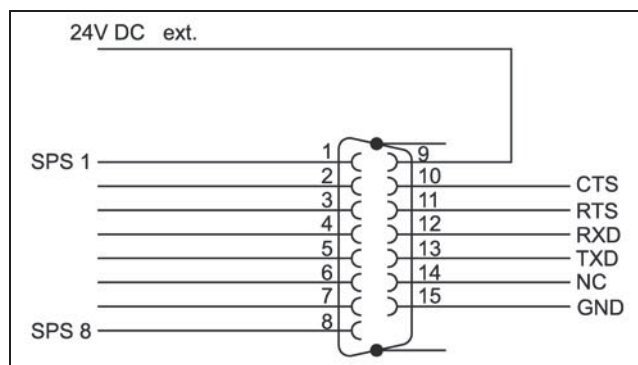 24V DC ext.
SPS 1
1
2
3
4
5
6
7
8
SPS 8
9
10 CTS
11 RTS
12 RXD
13 TXD
14 NC
15 GND